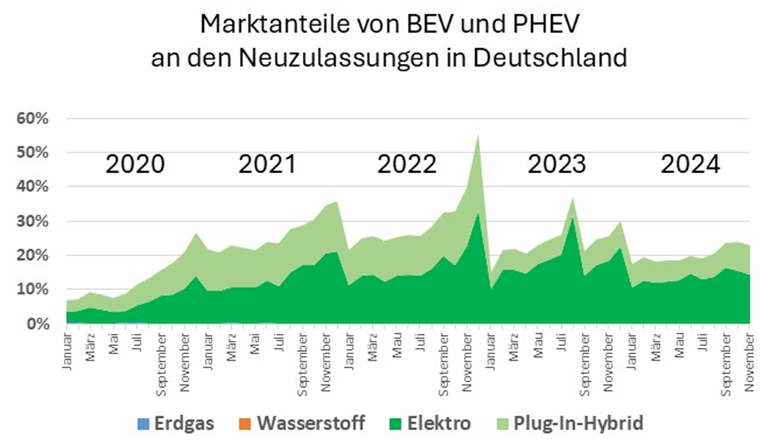 Marktanteile von BEV und PHEV
an den Neuzulassungen in Deutschland
60%
50%
40%
30%
20%
10%
0%
2020
2021
2022
2023
2024
Januar
März
Mai
Juli
September
November
Januar
März
Mai
Juli
September
November
Januar
März
Mai
Juli
September
November
Januar
März
Mai
Juli
September
November
Januar
März
Mai
Juli
September
November
Erdgas Wasserstoff Elektro Plug-In-Hybrid